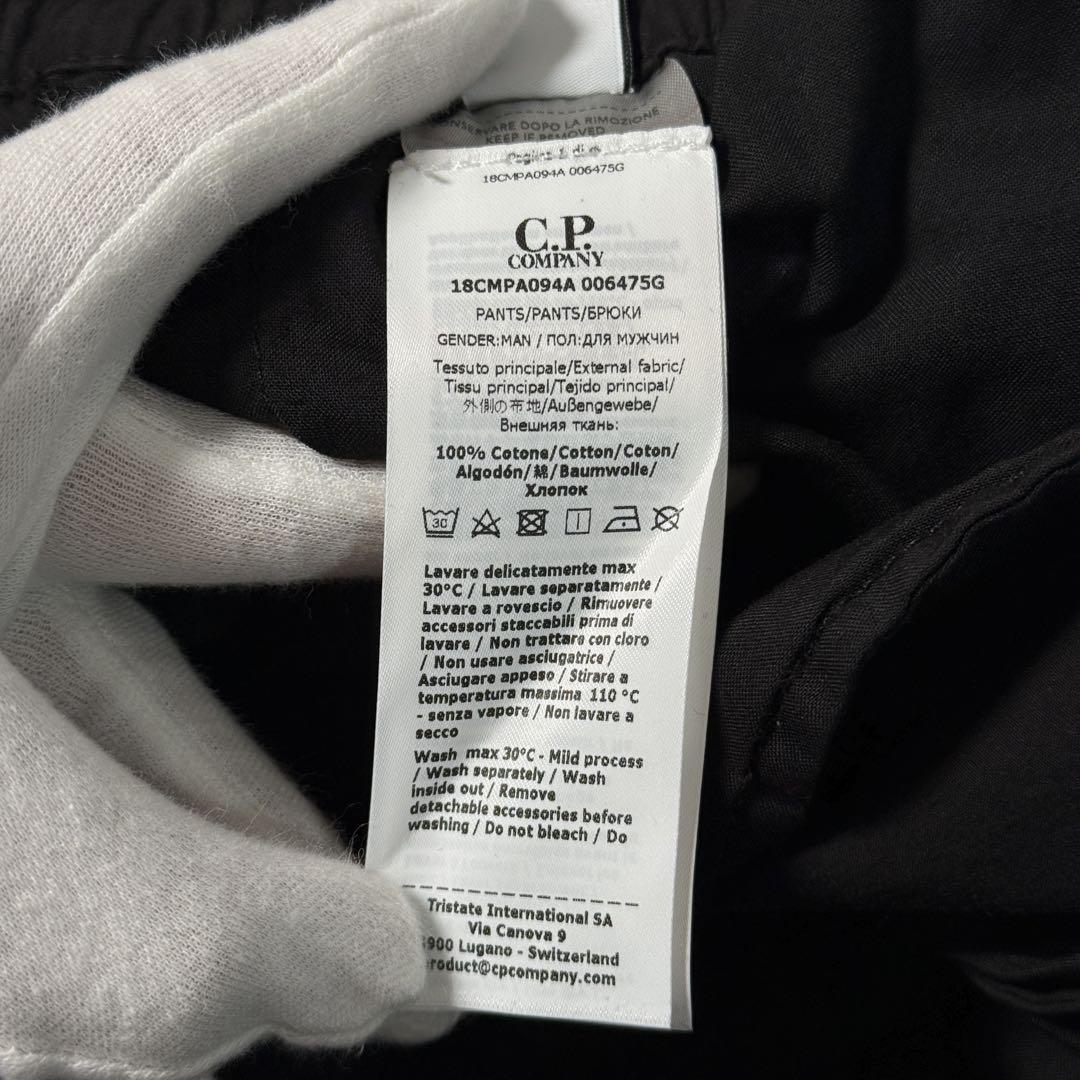 CONSERVARE DOPO LA RIMOZIONE
KEEP IF REMOVED
18CMPA094A 006475G
C.P.
COMPANY
18CMPA094A 006475G
PANTS/PANTS/БРЮКИ
GENDER:MAN / ПОЛ:ДЛЯ МУЖЧИН
Tessuto principale/External fabric/
Tissu principal/Tejido principal/
外側の布地/Außengewebe/
Внешняя ткань:
100% Cotone/Cotton/Coton/
Algodón/綿/Baumwolle/
Хлопок
30
Lavare delicatamente max
30°C / Lavare separatamente /
Lavare a rovescio / Rimuovere
accessori staccabili prima di
lavare / Non trattare con cloro
/ Non usare asciugatrice /
Asciugare appeso / Stirare a
temperatura massima 110 °C
- senza vapore / Non lavare a
secco
Wash max 30°C - Mild process
/ Wash separately / Wash
inside out / Remove
detachable accessories before
washing / Do not bleach / Do
Tristate International SA
Via Canova 9
6900 Lugano - Switzerland
product@cpcompany.com